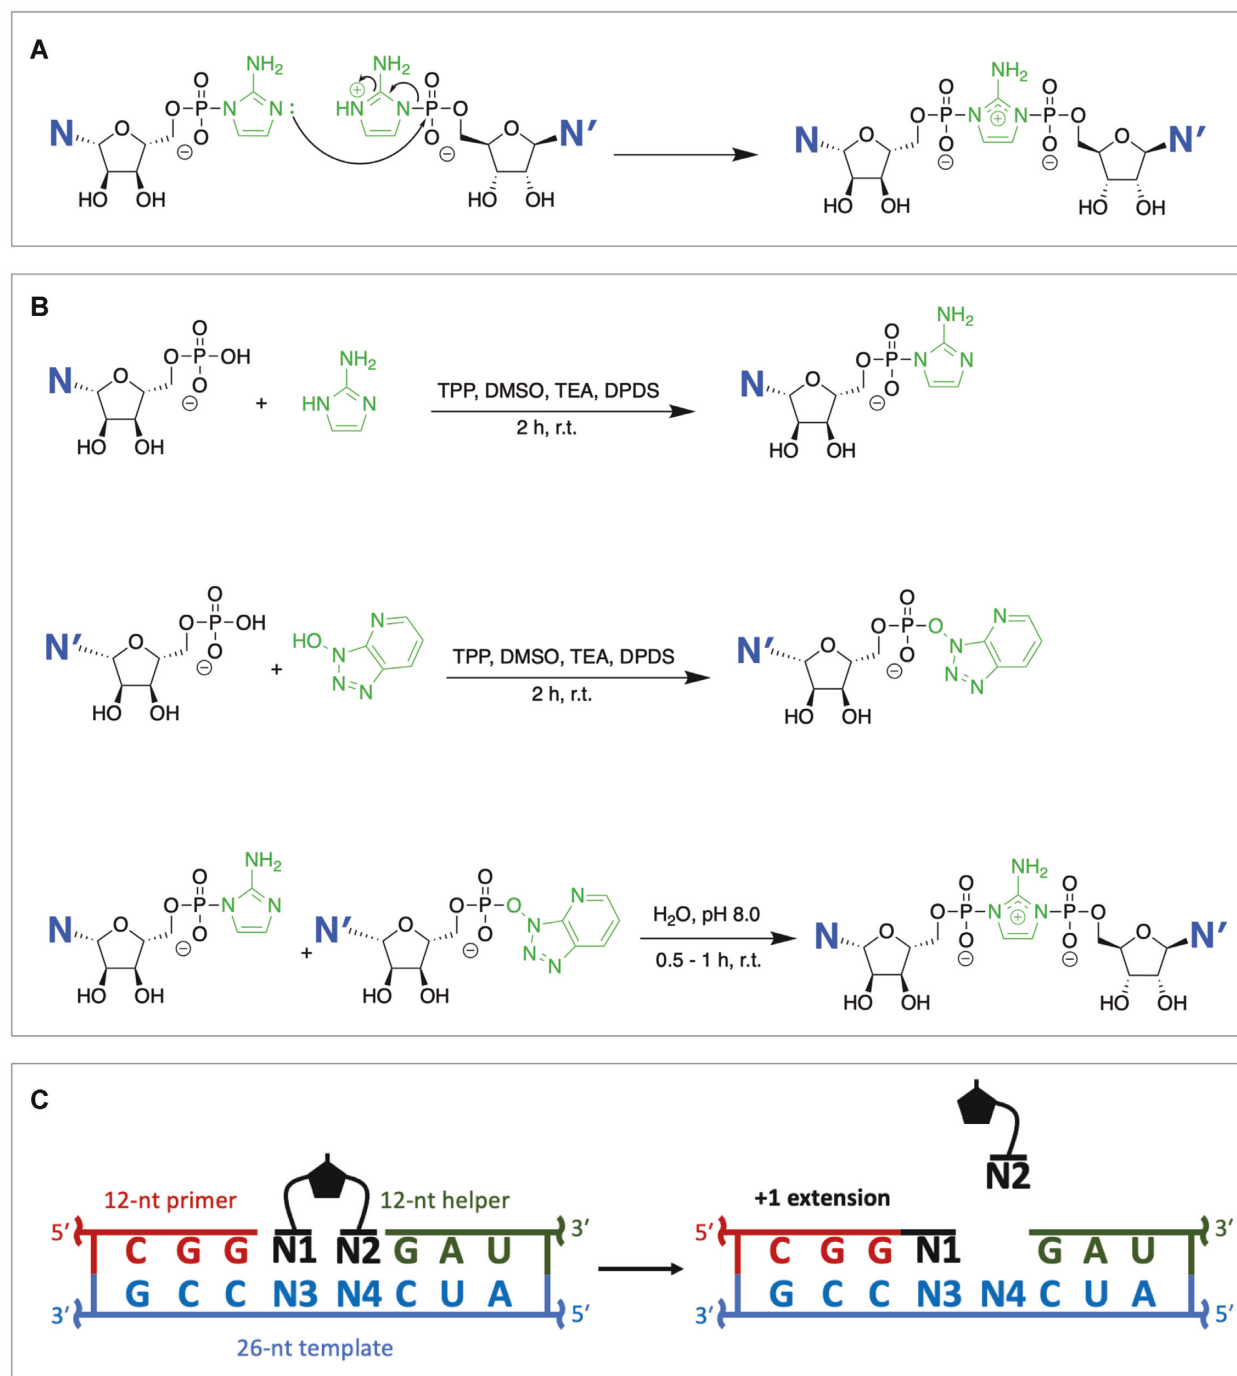 A
N O O P O O ⊖ N N: NH₂ HO OH
NH₂ ⊕ HN N P O O O ⊖ O N′ HO OH
N O O P O O ⊖ N NH₂ ⊕ N P O O O ⊖ O N′ HO OH HO OH
B
N O O P O OH O ⊖ HO OH
+
NH₂ HN N
TPP, DMSO, TEA, DPDS
2 h, r.t.
N O O P O O ⊖ N N NH₂ HO OH
N′ O O P O OH O ⊖ HO OH
+
HO N N N N
TPP, DMSO, TEA, DPDS
2 h, r.t.
N′ O O P O O O ⊖ N N N N HO OH
N O O P O O ⊖ N N NH₂ HO OH
+
N′ O O P O O O ⊖ N N N N HO OH
H₂O, pH 8.0
0.5 - 1 h, r.t.
N O O P O O ⊖ N NH₂ ⊕ N P O O O ⊖ O N′ HO OH HO OH
C
12-nt primer
12-nt helper
5′ 3′
C G G N1 N2 G A U
G C C N3 N4 C U A
3′ 5′
26-nt template
N2
+1 extension
5′ 3′
C G G N1 G A U
G C C N3 N4 C U A
3′ 5′